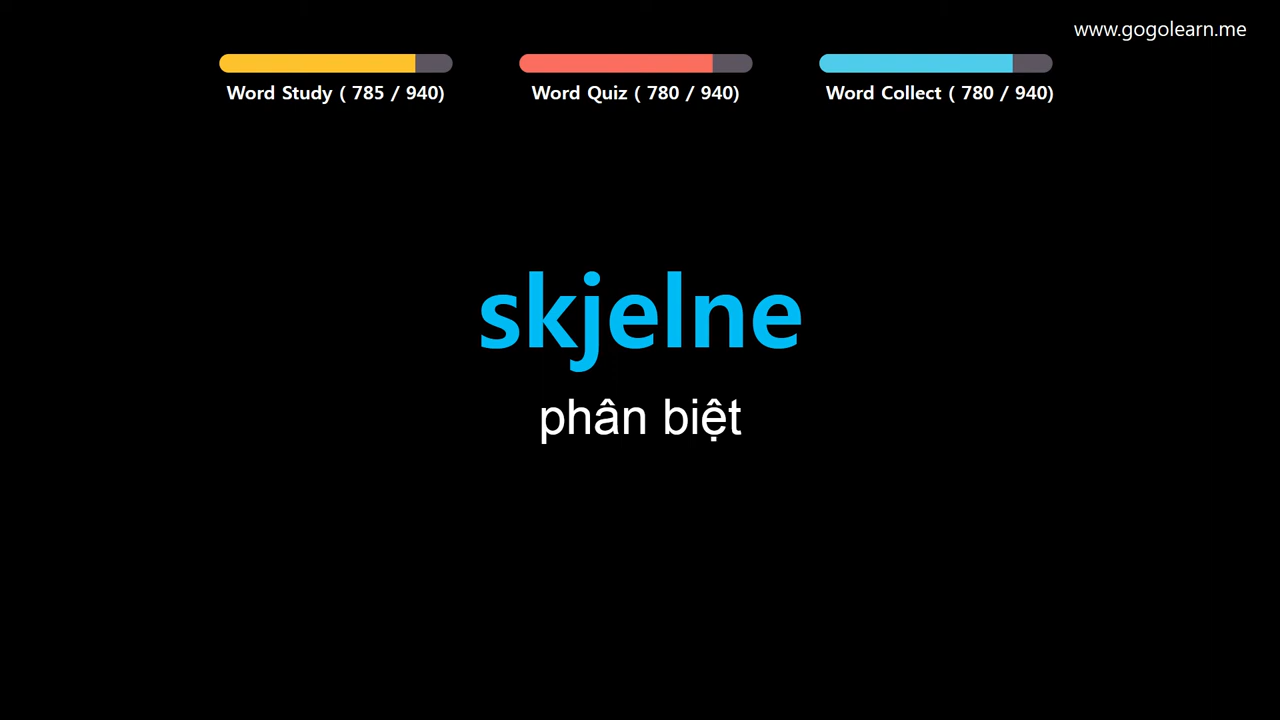 www.gogolearn.me
Word Study ( 785 / 940)
Word Quiz ( 780 / 940)
Word Collect ( 780 / 940)
skjelne
phân biệt